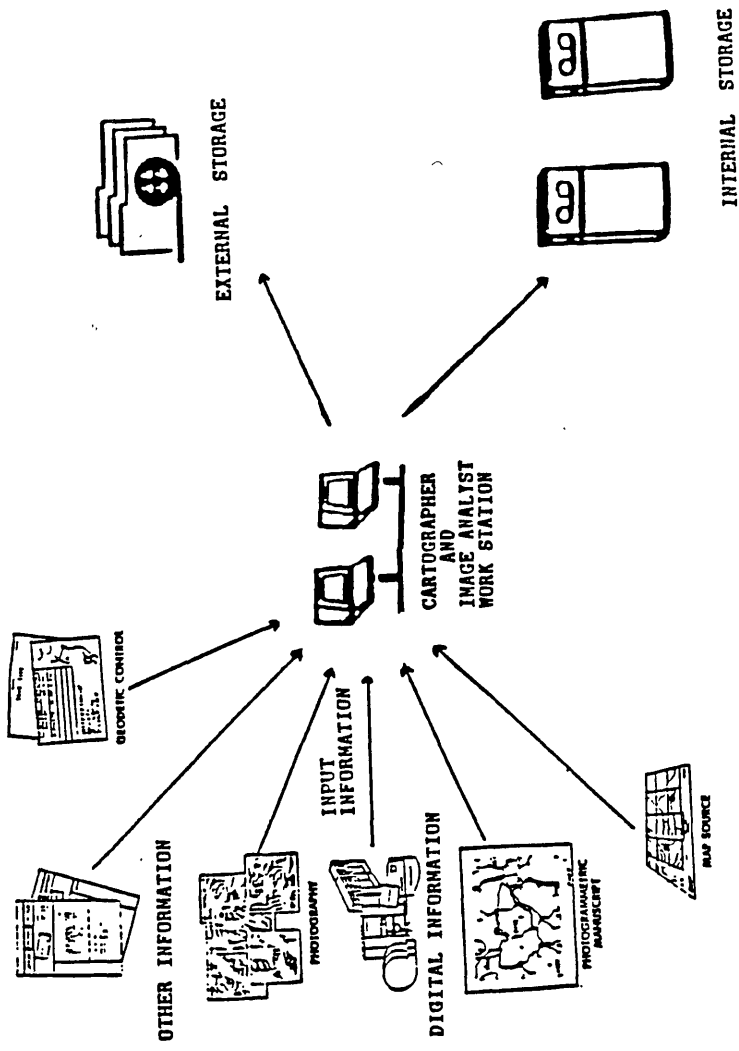 GEODETIC CONTROL
OTHER INFORMATION
PHOTOGRAPHY
INPUT
INFORMATION
DIGITAL INFORMATION
PHOTOGRAMMETRIC
MANUSCRIPT
MAP SOURCE
CARTOGRAPHER
AND
IMAGE ANALYST
WORK STATION
EXTERNAL STORAGE
INTERNAL STORAGE